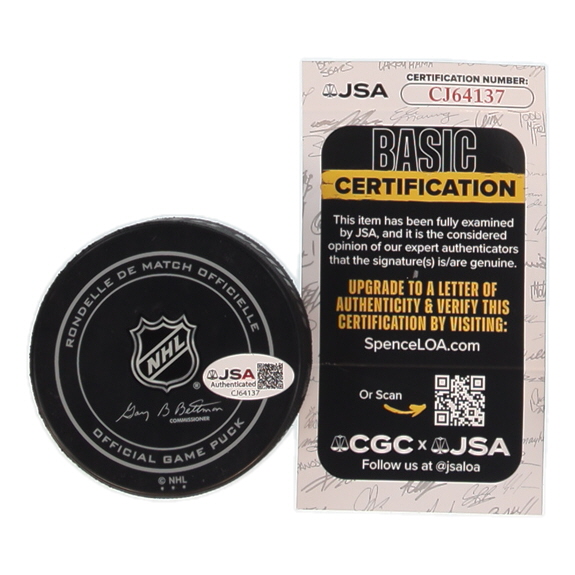 RONDELLE DE MATCH OFFICIELLE
NHL
®
JSA
Authenticated
CJ64137
Gary B Bettman
COMMISSIONER
OFFICIAL GAME PUCK
© NHL
JSA
CERTIFICATION NUMBER:
CJ64137
BASIC
CERTIFICATION
This item has been fully examined
by JSA, and it is the considered
opinion of our expert authenticators
that the signature(s) is/are genuine.
UPGRADE TO A LETTER OF
AUTHENTICITY & VERIFY THIS
CERTIFICATION BY VISITING:
SpenceLOA.com
Or Scan
CGC x JSA
Follow us at @jsaloa